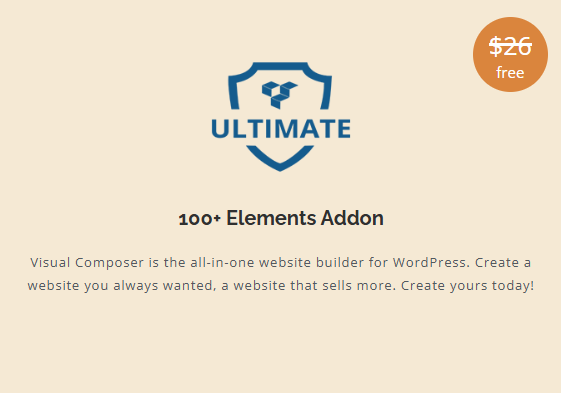 $26
free
ULTIMATE
100+ Elements Addon
Visual Composer is the all-in-one website builder for WordPress. Create a
website you always wanted, a website that sells more. Create yours today!